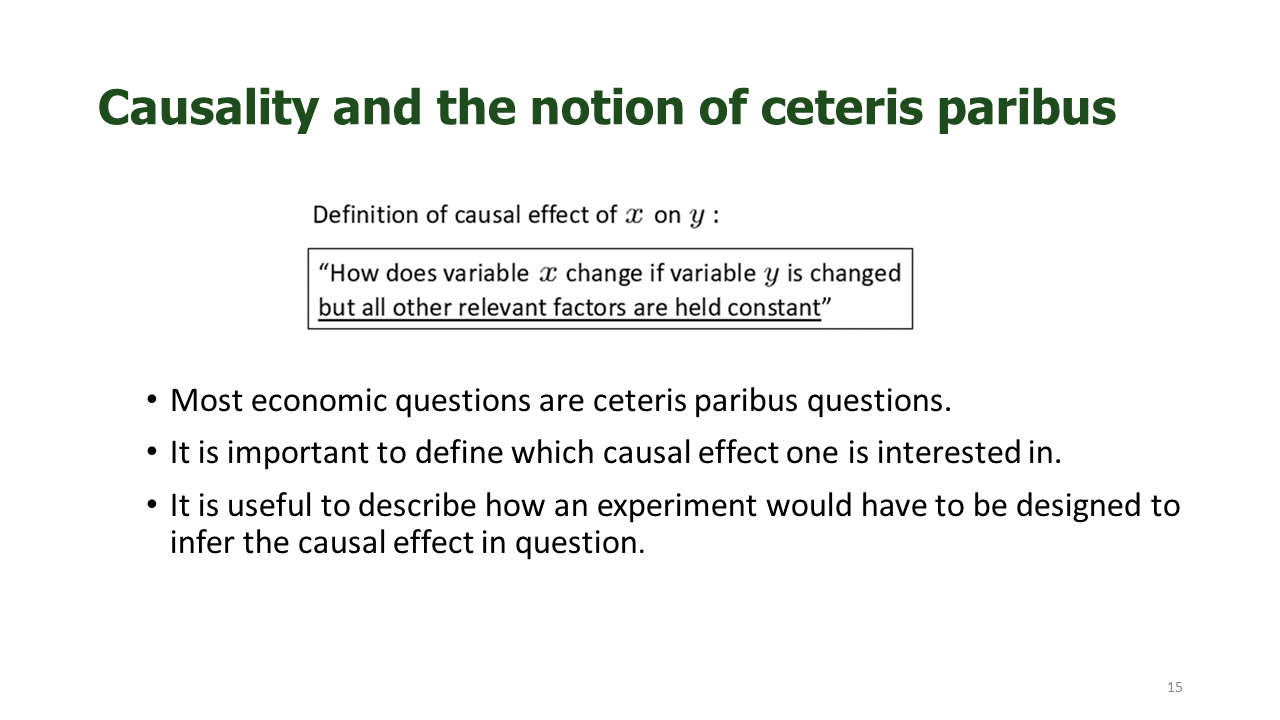 Causality and the notion of ceteris paribus
Definition of causal effect of x on y :
“How does variable x change if variable y is changed
but all other relevant factors are held constant”
• Most economic questions are ceteris paribus questions.
• It is important to define which causal effect one is interested in.
• It is useful to describe how an experiment would have to be designed to
infer the causal effect in question.
15